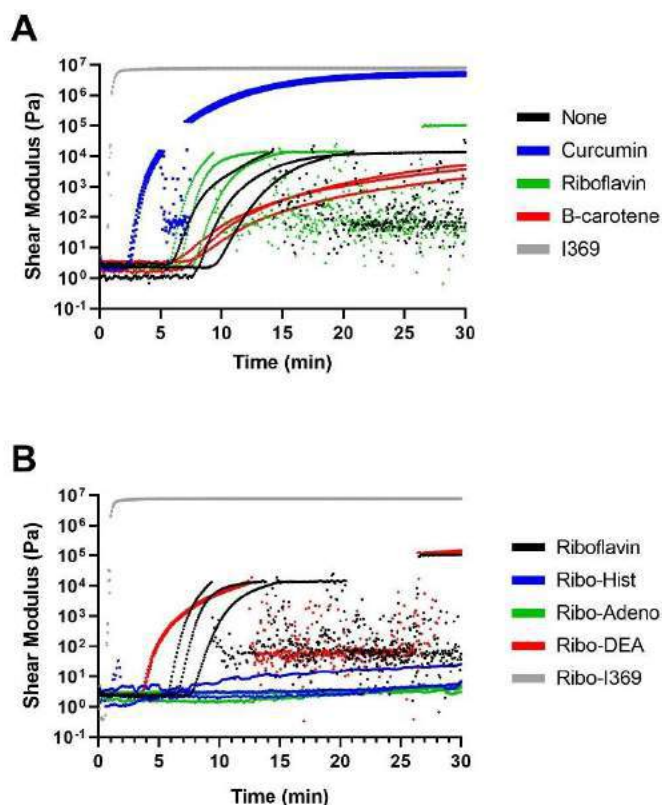 A
Shear Modulus (Pa)
10⁷
10⁶
10⁵
10⁴
10³
10²
10¹
10⁰
10⁻¹
0 5 10 15 20 25 30
Time (min)
None
Curcumin
Riboflavin
B-carotene
I369
B
Shear Modulus (Pa)
10⁷
10⁶
10⁵
10⁴
10³
10²
10¹
10⁰
10⁻¹
0 5 10 15 20 25 30
Time (min)
Riboflavin
Ribo-Hist
Ribo-Adeno
Ribo-DEA
Ribo-I369